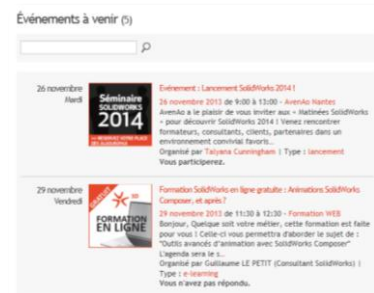 Événements à venir (5)
26 novembre
Mardi
Séminaire
SOLIDWORKS
2014
Evénement : Lancement SolidWorks 2014 !
26 novembre 2013 de 9:00 à 13:00 - AvenAo Nantes
AvenAo a le plaisir de vous inviter aux « Matinées SolidWorks
» pour découvrir SolidWorks 2014 ! Venez rencontrer
formateurs, consultants, clients, partenaires dans un
environnement convivial favoris...
Organisé par Talyana Cunningham | Type : lancement
Vous participerez.
29 novembre
Vendredi
GRATUIT
FORMATION
EN LIGNE
Formation SolidWorks en ligne gratuite : Animations SolidWorks
Composer, et après ?
29 novembre 2013 de 11:30 à 12:30 - Formation WEB
Bonjour, Quelque soit votre métier, cette formation est faite
pour vous ! Celle-ci vous permettra d'aborder le sujet de :
"Outils avancés d'animation avec SolidWorks Composer"
L'agenda sera le s...
Organisé par Guillaume LE PETIT (Consultant SolidWorks) |
Type : e-learning
Vous n'avez pas répondu.